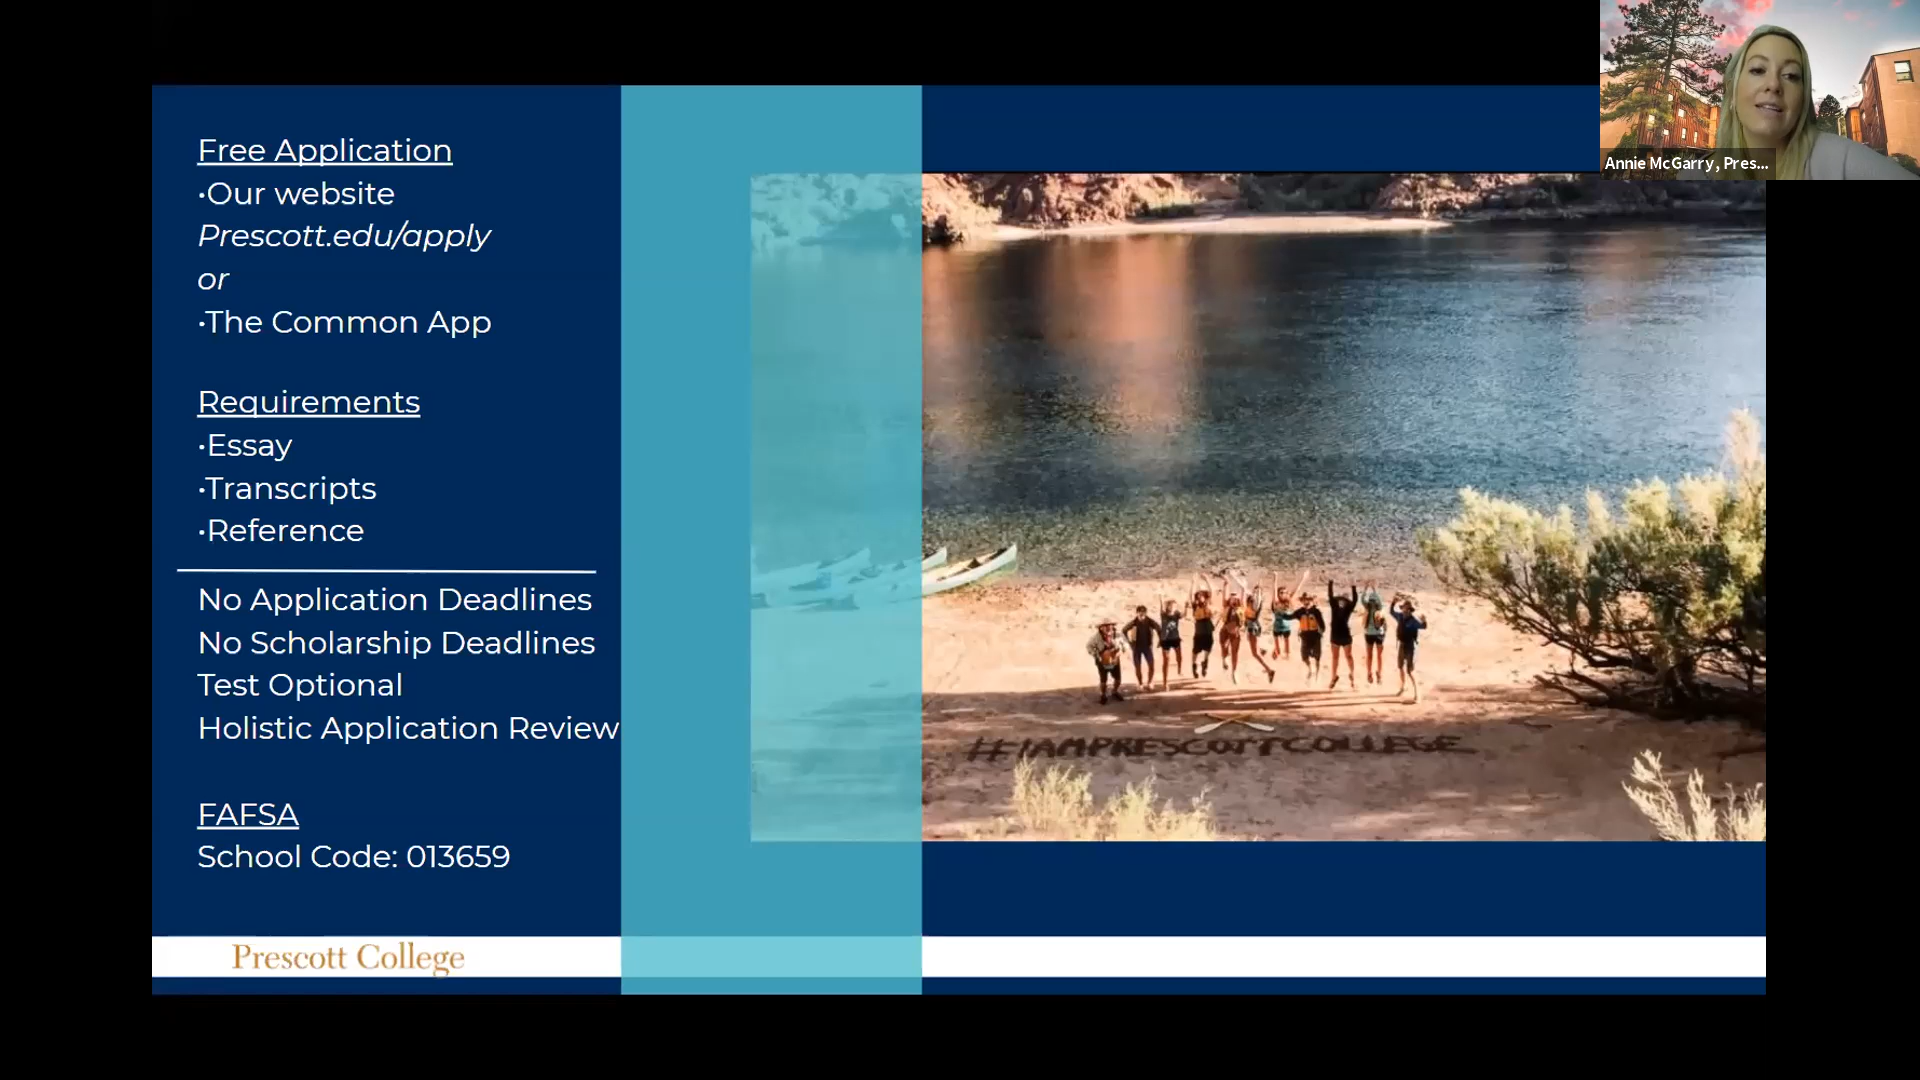 Free Application
•Our website
Prescott.edu/apply
or
•The Common App
Requirements
•Essay
•Transcripts
•Reference
No Application Deadlines
No Scholarship Deadlines
Test Optional
Holistic Application Review
FAFSA
School Code: 013659
Prescott College
#IAMPRESCOTTCOLLEGE
Annie McGarry, Pres...